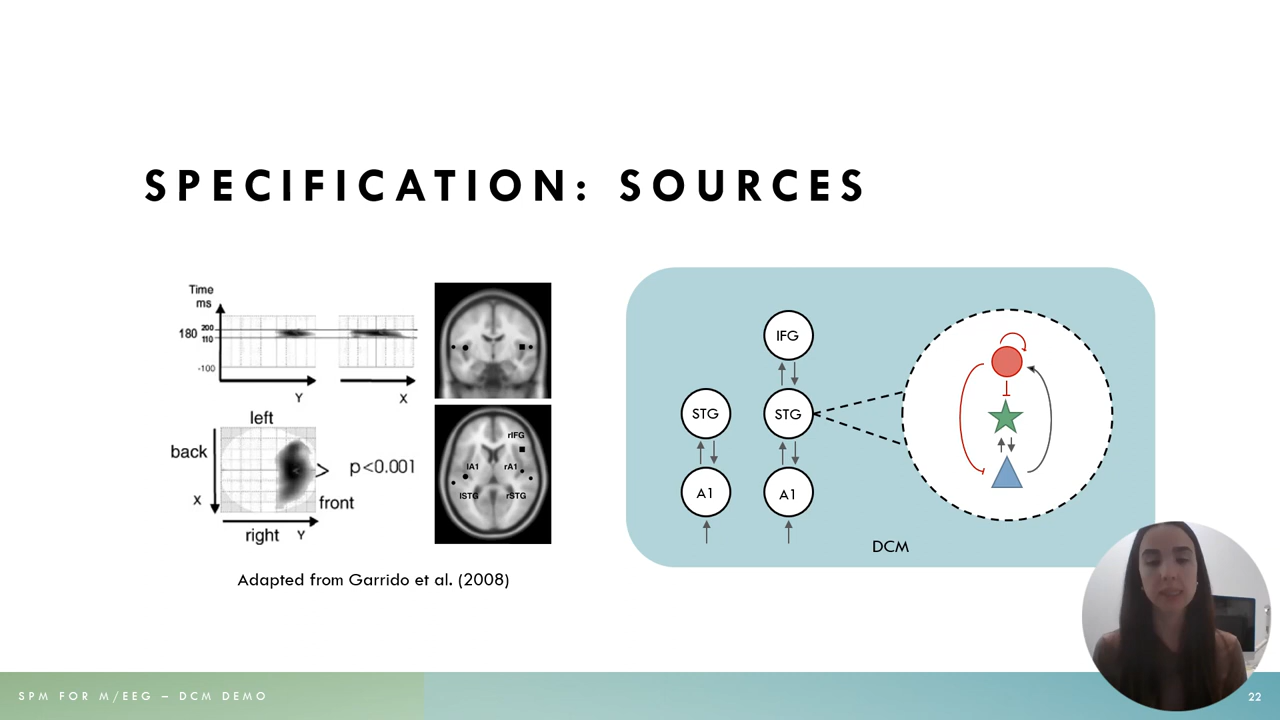 SPECIFICATION: SOURCES
Time
ms
180
200
110
-100
Y
X
left
back
X
p<0.001
front
right
Y
rIFG
lA1
rA1
lSTG
rSTG
Adapted from Garrido et al. (2008)
IFG
STG
STG
A1
A1
DCM
SPM FOR M/EEG – DCM DEMO
22